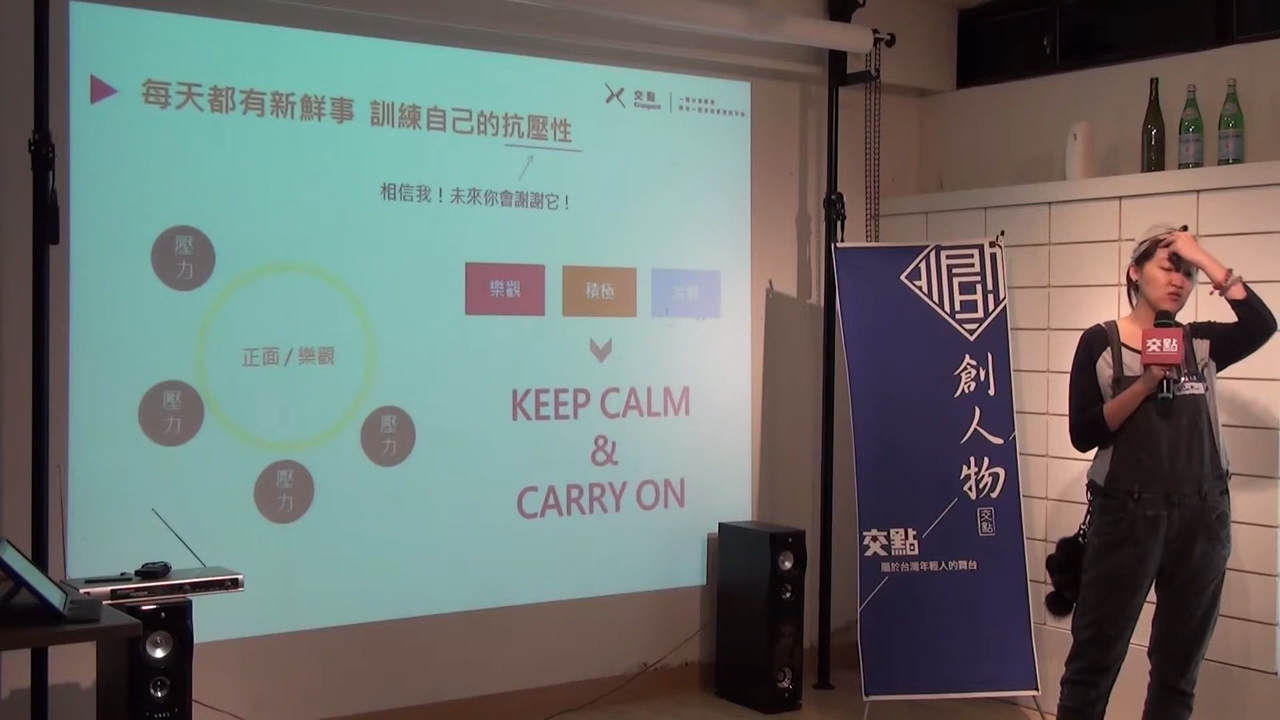 每天都有新鮮事 訓練自己的抗壓性
交點
相信我！未來你會謝謝它！
壓力
正面 / 樂觀
壓力
壓力
壓力
樂觀
積極
KEEP CALM
&
CARRY ON
創人物
交點
交點
屬於台灣年輕人的舞台
交點